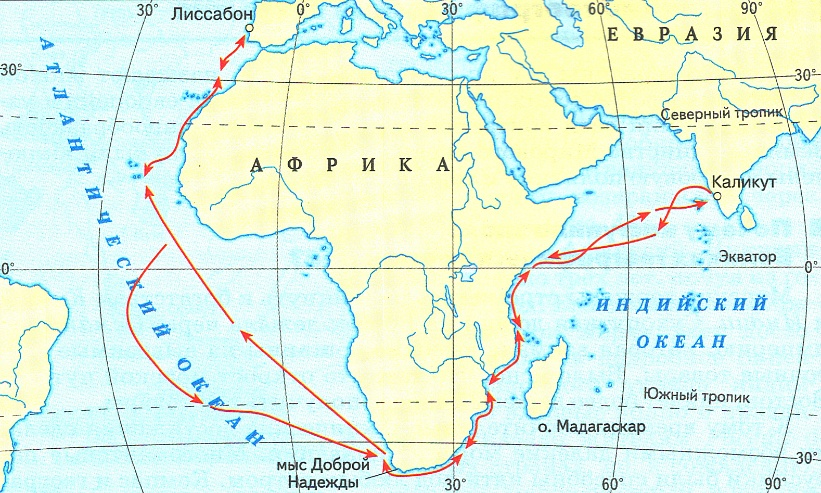 30° 0° 30° 60° 90°
Лиссабон
ЕВРАЗИЯ
30° 30°
Северный тропик
АТЛАНТИЧЕСКИЙ ОКЕАН
АФРИКА
Каликут
Экватор
0° 0°
ИНДИЙСКИЙ
ОКЕАН
Южный тропик
о. Мадагаскар
мыс Доброй
Надежды
30°
0° 30° 60° 90°